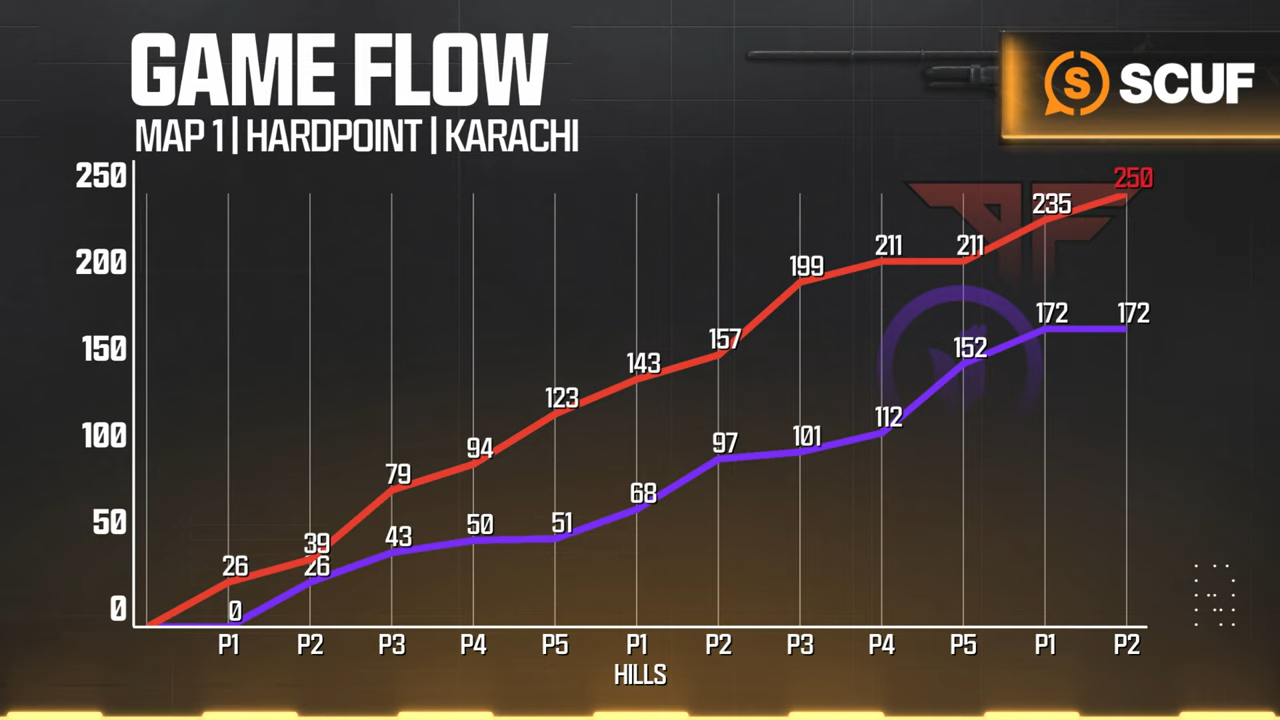 GAME FLOW
MAP 1 | HARDPOINT | KARACHI
S SCUF
250
200
150
100
50
0
26 39 79 94 123 143 157 199 211 211 235 250
0 26 43 50 51 68 97 101 112 152 172 172
P1 P2 P3 P4 P5 P1 P2 P3 P4 P5 P1 P2
HILLS